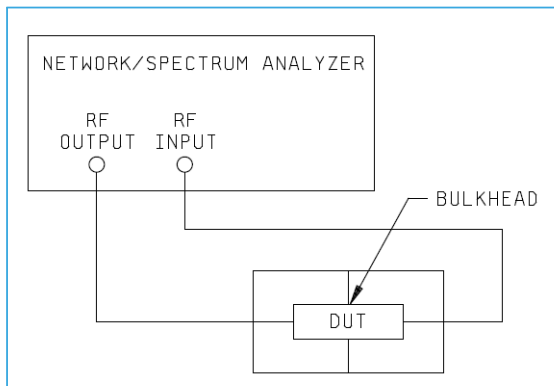 NETWORK/SPECTRUM ANALYZER
RF OUTPUT
RF INPUT
BULKHEAD
DUT